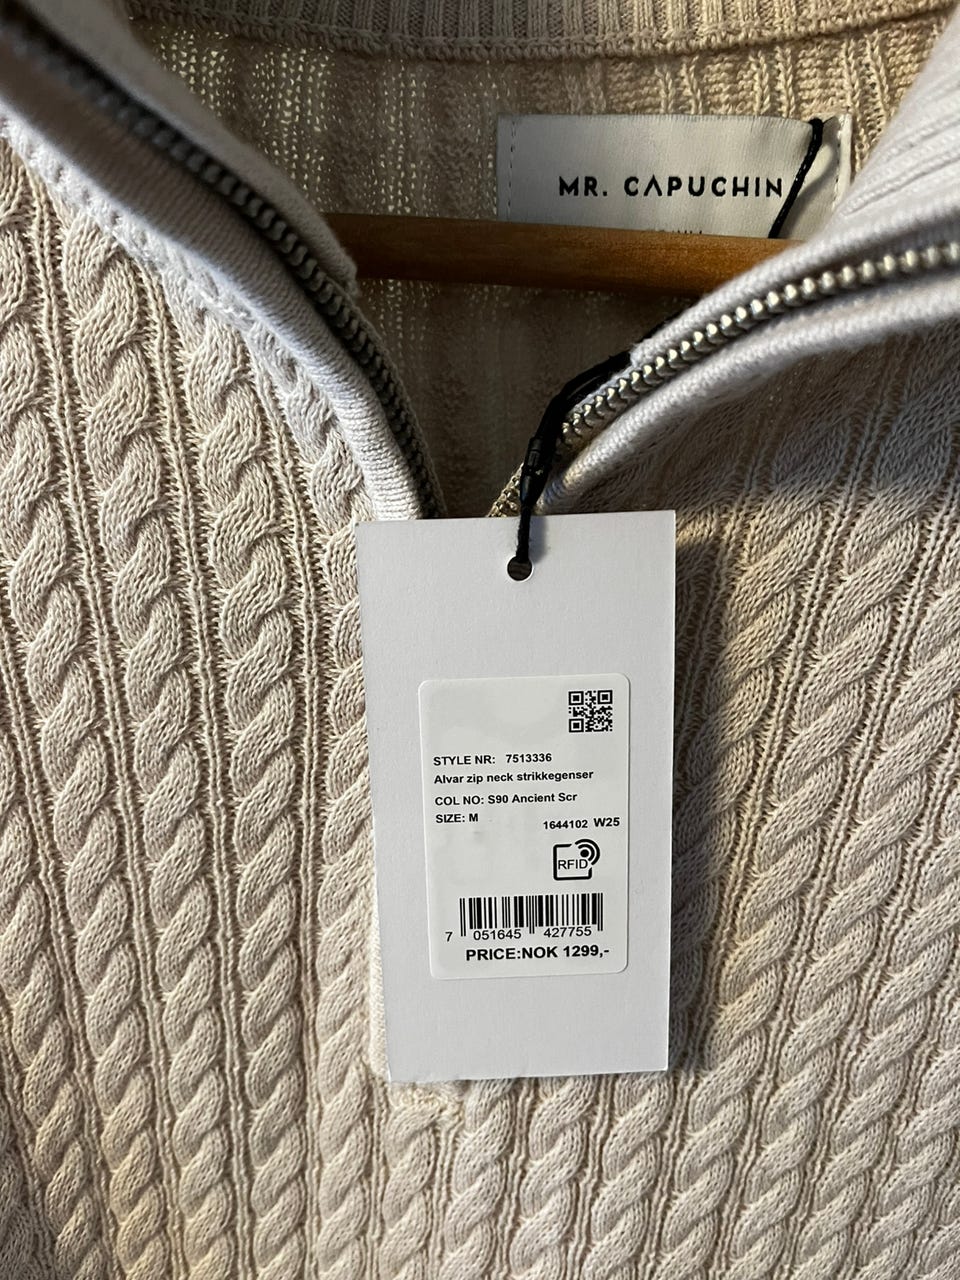 MR. CAPUCHIN
STYLE NR: 7513336
Alvar zip neck strikkegenser
COL NO: S90 Ancient Scr
SIZE: M
1644102 W25
RFID
7 051645 427755
PRICE:NOK 1299,-